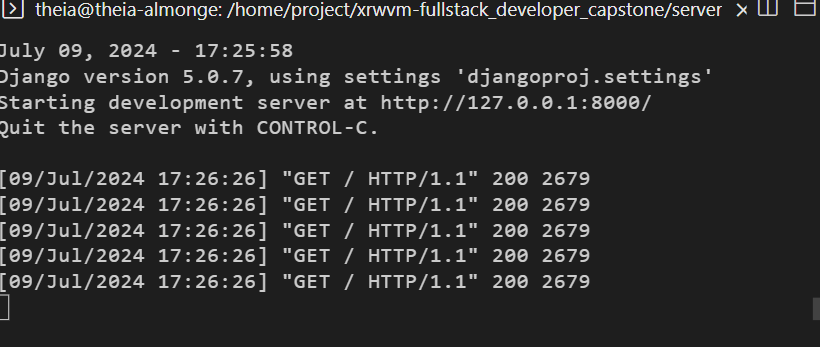 theia@theia-almonge: /home/project/xrwvm-fullstack_developer_capstone/server
July 09, 2024 - 17:25:58
Django version 5.0.7, using settings 'djangoproj.settings'
Starting development server at http://127.0.0.1:8000/
Quit the server with CONTROL-C.
[09/Jul/2024 17:26:26] "GET / HTTP/1.1" 200 2679
[09/Jul/2024 17:26:26] "GET / HTTP/1.1" 200 2679
[09/Jul/2024 17:26:26] "GET / HTTP/1.1" 200 2679
[09/Jul/2024 17:26:26] "GET / HTTP/1.1" 200 2679
[09/Jul/2024 17:26:26] "GET / HTTP/1.1" 200 2679